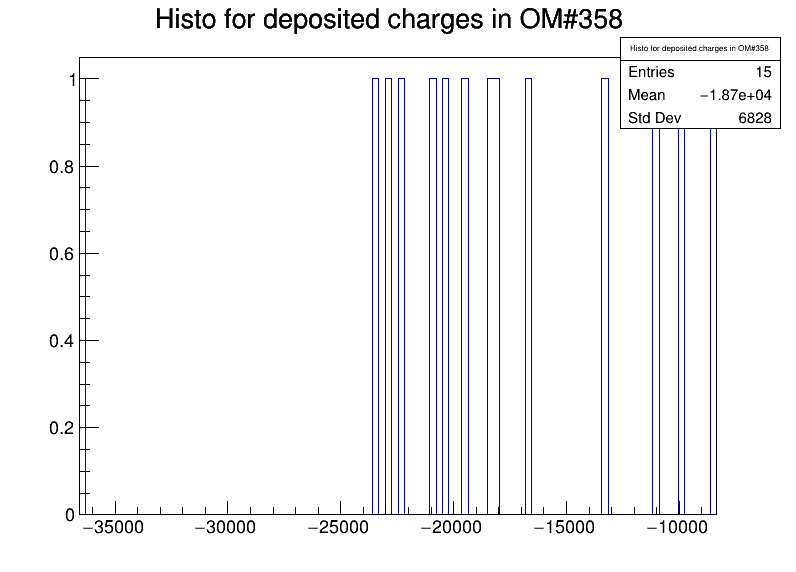 Histo for deposited charges in OM#358
Histo for deposited charges in OM#358
Entries 15
Mean −1.87e+04
Std Dev 6828
1
0.8
0.6
0.4
0.2
0
−35000 −30000 −25000 −20000 −15000 −10000